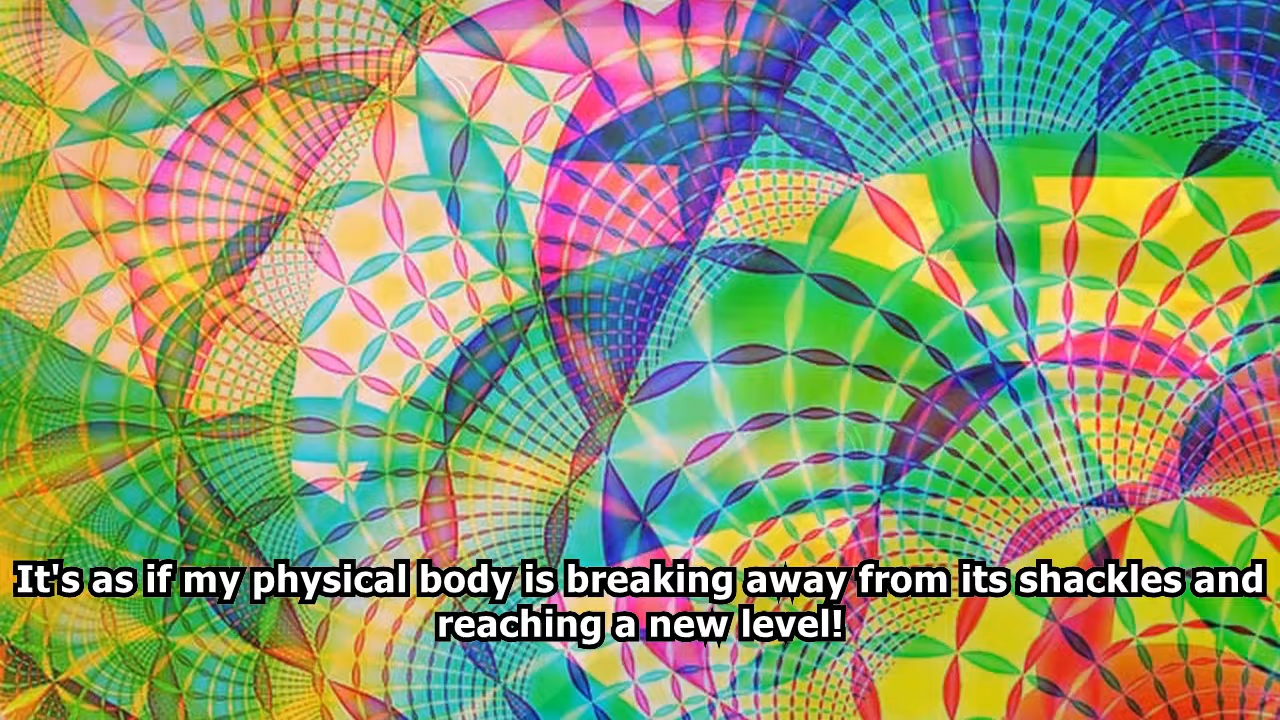 It's as if my physical body is breaking away from its shackles and
reaching a new level!